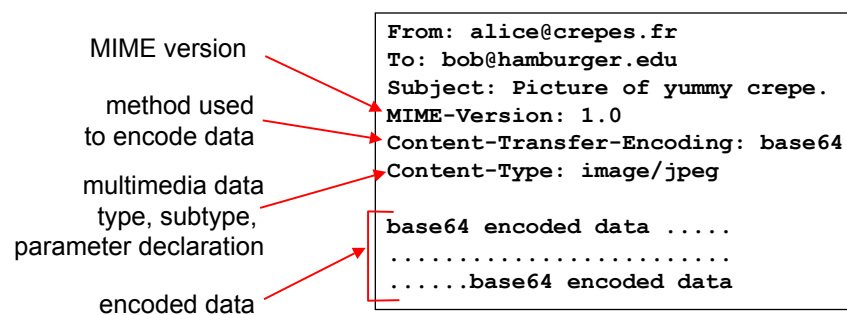 MIME version
method used
to encode data
multimedia data
type, subtype,
parameter declaration
encoded data
From: alice@crepes.fr
To: bob@hamburger.edu
Subject: Picture of yummy crepe.
MIME-Version: 1.0
Content-Transfer-Encoding: base64
Content-Type: image/jpeg
base64 encoded data .....
.........................
......base64 encoded data